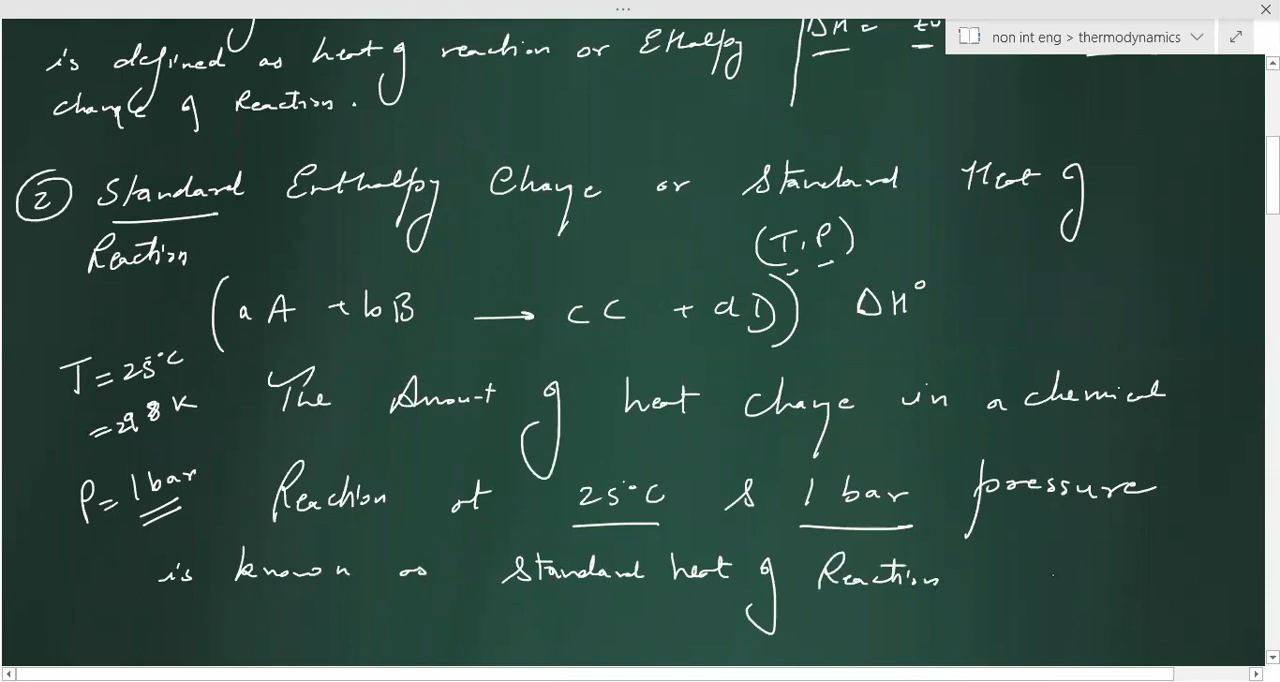 ΔH =
non int eng > thermodynamics
is defined as heat of reaction or Ethalpy
change of Reaction.
② Standard Enthalpy Change or Standard Heat of
Reaction
(T, P)
(aA + bB → cC + dD) ΔH°
T = 25°C
= 298 K
The Amount of heat change in a chemical
P = 1 bar
Reaction at 25°C & 1 bar pressure
is known as standard heat of Reaction